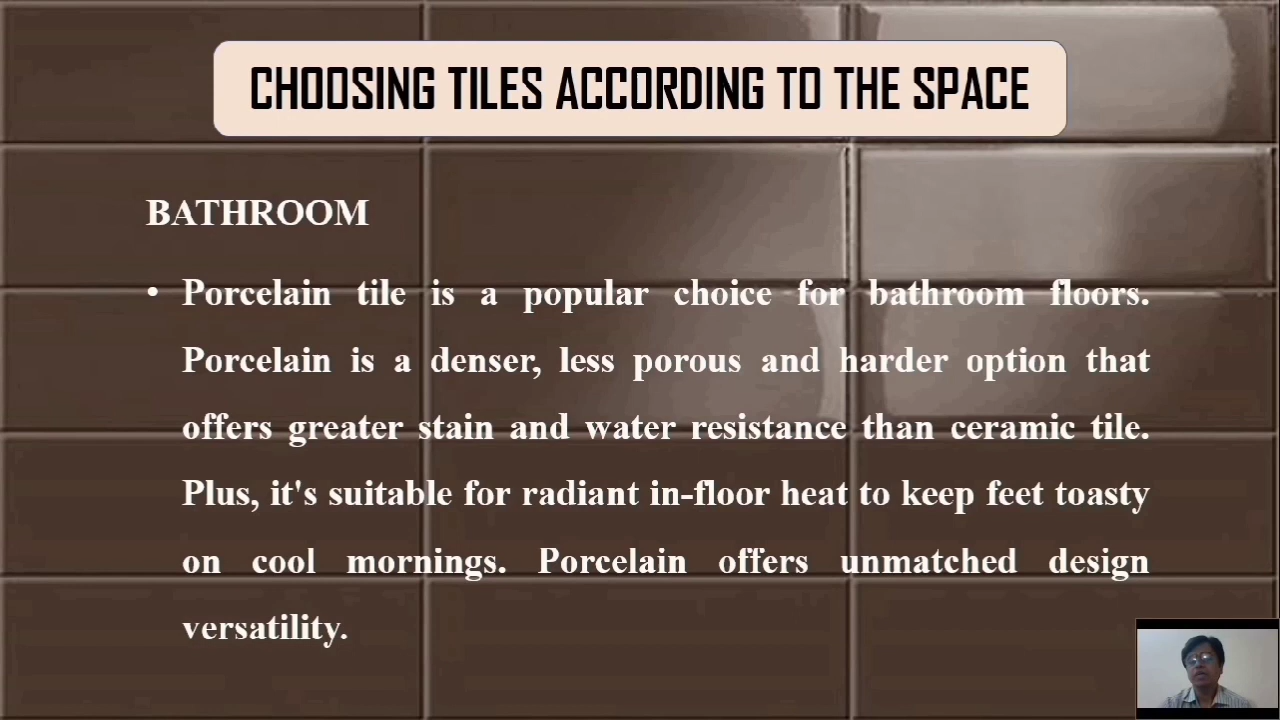 CHOOSING TILES ACCORDING TO THE SPACE
BATHROOM
• Porcelain tile is a popular choice for bathroom floors.
Porcelain is a denser, less porous and harder option that
offers greater stain and water resistance than ceramic tile.
Plus, it's suitable for radiant in-floor heat to keep feet toasty
on cool mornings. Porcelain offers unmatched design
versatility.